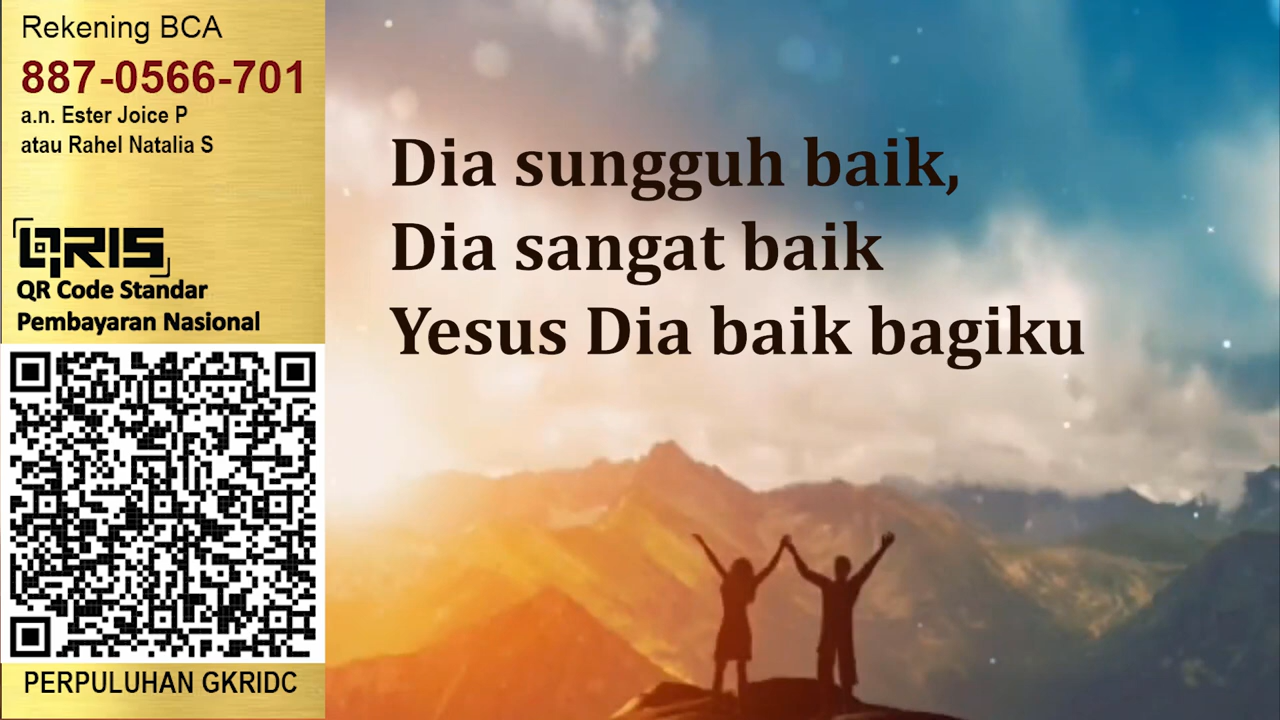 Rekening BCA
887-0566-701
a.n. Ester Joice P
atau Rahel Natalia S
QRIS
QR Code Standar
Pembayaran Nasional
PERPULUHAN GKRIDC
Dia sungguh baik,
Dia sangat baik
Yesus Dia baik bagiku